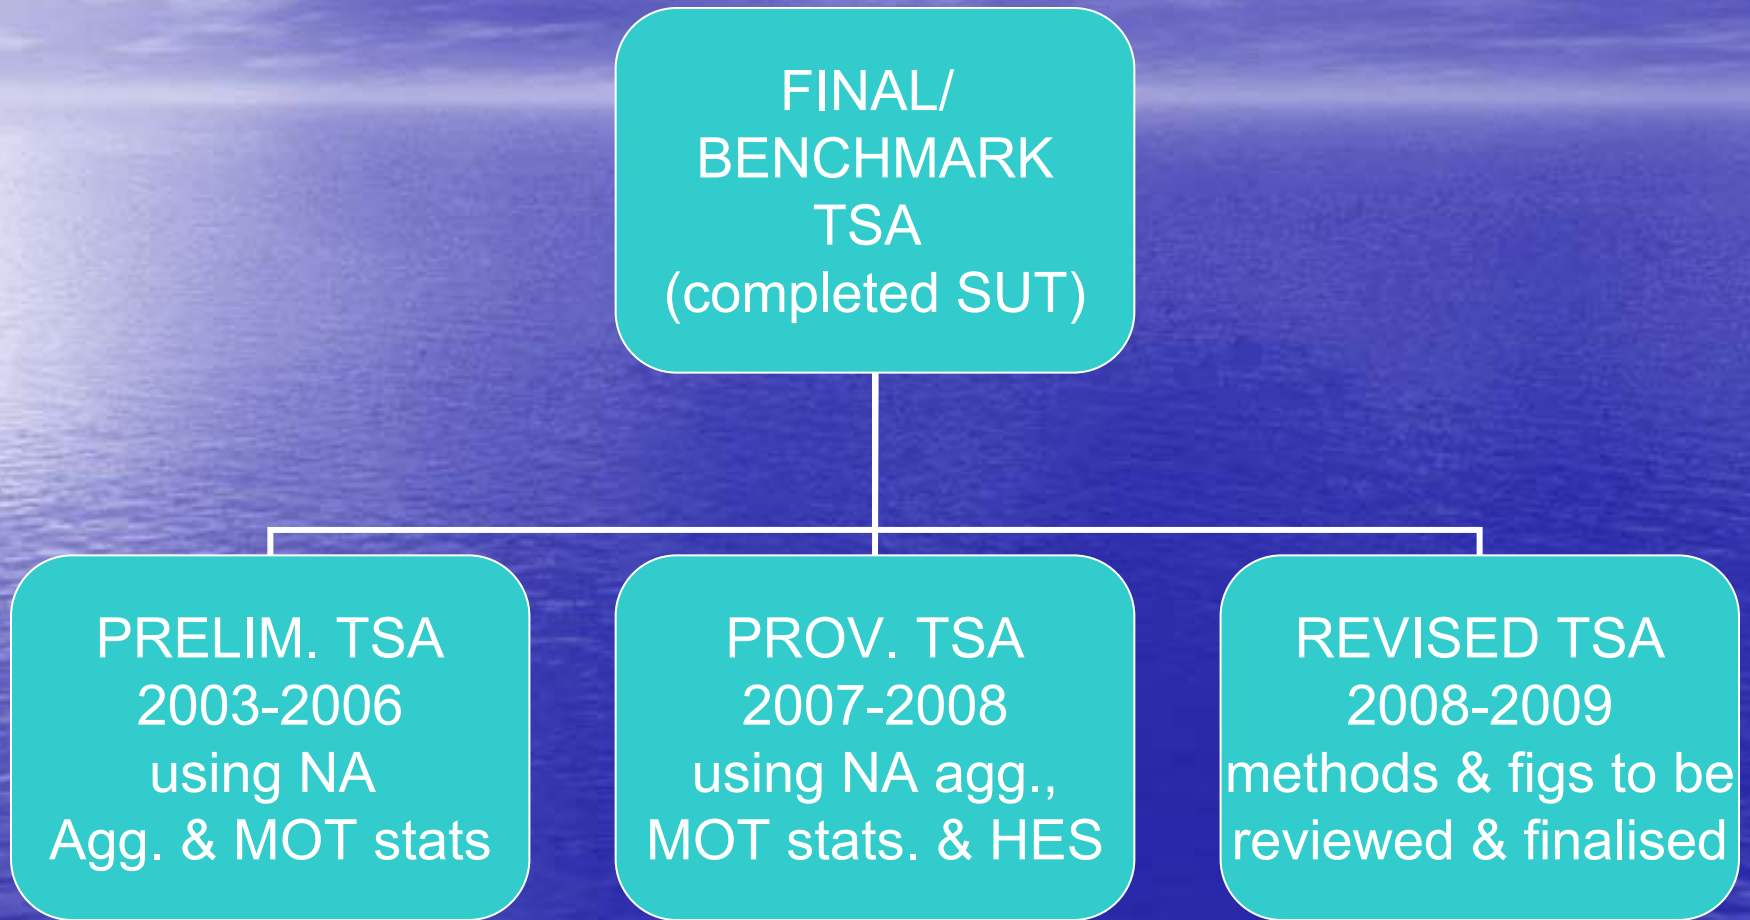 FINAL/
BENCHMARK
TSA
(completed SUT)
PRELIM. TSA
2003-2006
using NA
Agg. & MOT stats
PROV. TSA
2007-2008
using NA agg.,
MOT stats. & HES
REVISED TSA
2008-2009
methods & figs to be
reviewed & finalised